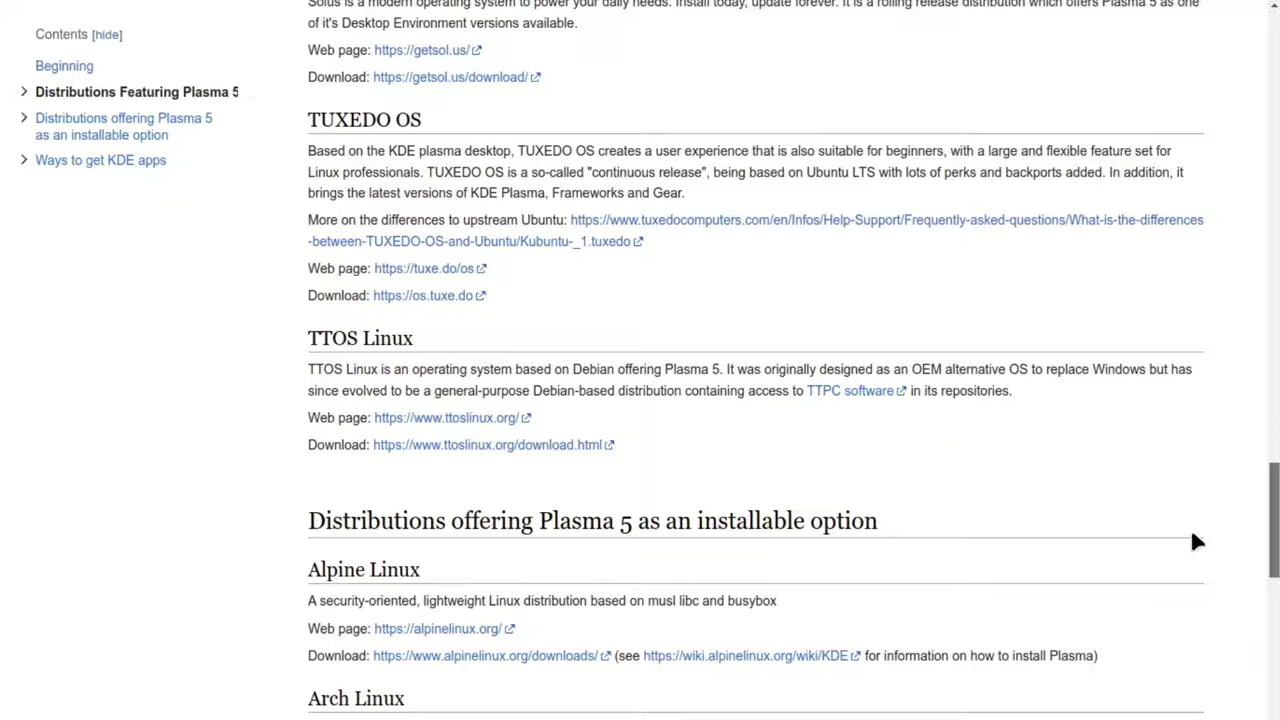 Solus is a modern operating system to power your daily needs. Install today, update forever. It is a rolling release distribution which offers Plasma 5 as one
of it's Desktop Environment versions available.
Contents [hide]
Web page: https://getsol.us/
Beginning
Download: https://getsol.us/download/
Distributions Featuring Plasma 5
Distributions offering Plasma 5
as an installable option
Ways to get KDE apps
TUXEDO OS
Based on the KDE plasma desktop, TUXEDO OS creates a user experience that is also suitable for beginners, with a large and flexible feature set for
Linux professionals. TUXEDO OS is a so-called "continuous release", being based on Ubuntu LTS with lots of perks and backports added. In addition, it
brings the latest versions of KDE Plasma, Frameworks and Gear.
More on the differences to upstream Ubuntu: https://www.tuxedocomputers.com/en/Infos/Help-Support/Frequently-asked-questions/What-is-the-differences
-between-TUXEDO-OS-and-Ubuntu/Kubuntu-_1.tuxedo
Web page: https://tuxe.do/os
Download: https://os.tuxe.do
TTOS Linux
TTOS Linux is an operating system based on Debian offering Plasma 5. It was originally designed as an OEM alternative OS to replace Windows but has
since evolved to be a general-purpose Debian-based distribution containing access to TTPC software in its repositories.
Web page: https://www.ttoslinux.org/
Download: https://www.ttoslinux.org/download.html
Distributions offering Plasma 5 as an installable option
Alpine Linux
A security-oriented, lightweight Linux distribution based on musl libc and busybox
Web page: https://alpinelinux.org/
Download: https://www.alpinelinux.org/downloads/ (see https://wiki.alpinelinux.org/wiki/KDE for information on how to install Plasma)
Arch Linux